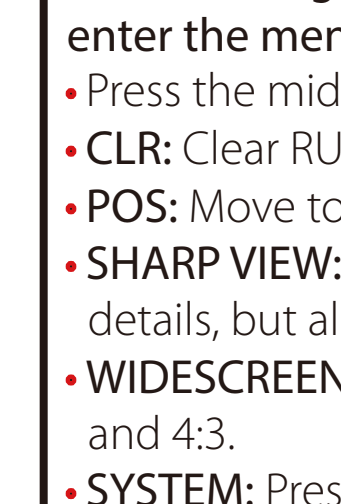 enter the men
• Press the mid
• CLR: Clear RU
• POS: Move to
• SHARP VIEW:
details, but al
• WIDESCREEN
and 4:3.
• SYSTEM: Pres